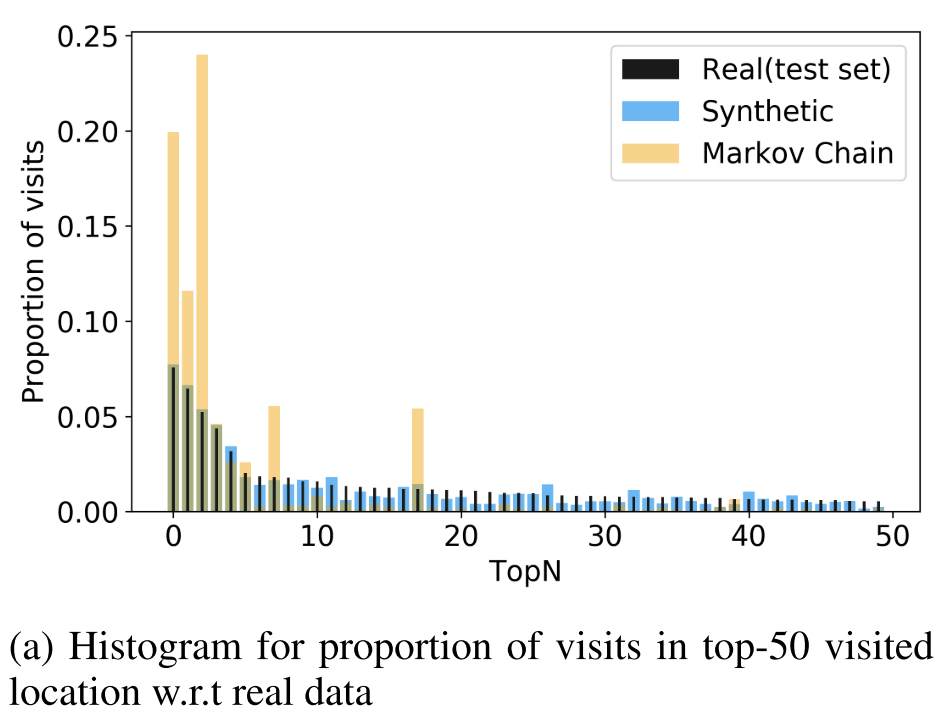 0.25
0.20
0.15
0.10
0.05
0.00
Proportion of visits
Real(test set)
Synthetic
Markov Chain
0 10 20 30 40 50
TopN
(a) Histogram for proportion of visits in top-50 visited
location w.r.t real data